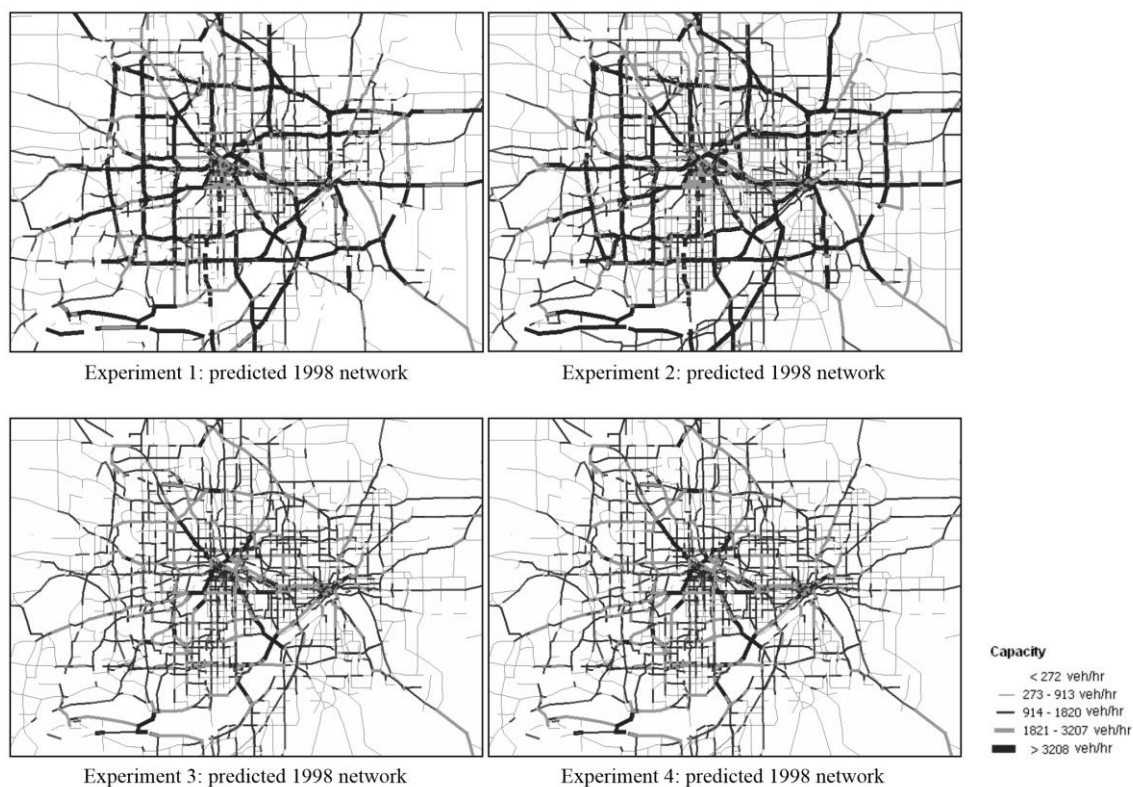 Experiment 1: predicted 1998 network
Experiment 2: predicted 1998 network
Experiment 3: predicted 1998 network
Experiment 4: predicted 1998 network
Capacity
< 272 veh/hr
273 - 913 veh/hr
914 - 1820 veh/hr
1821 - 3207 veh/hr
> 3208 veh/hr